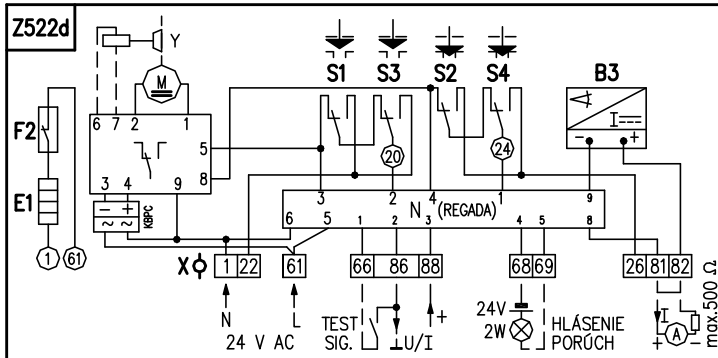 Z522d
Y
S1 S3 S2 S4 B3
M
6 7 2 1
I
- +
F2
5
8
20
24
3 4 9
- +
~ ~
KBPC
E1
3 2 4 1 9
N (REGADA)
6 5 1 2 3 4 5 8
1 61
X 1 22 61 66 86 88 68 69 26 81 82
N L
24 V AC
TEST
SIG.
U/I
+
24V
2W
HLÁSENIE
PORÚCH
I
A
+ -
max.500 Ω